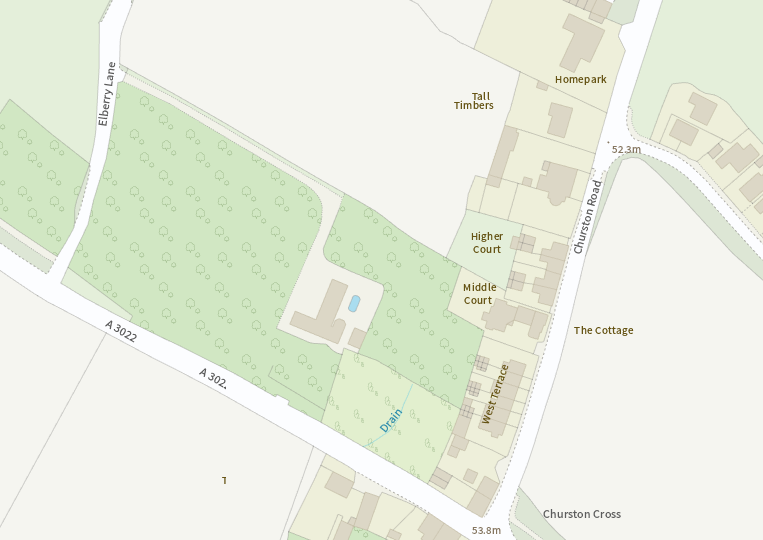 Elberry Lane
Homepark
Tall
Timbers
52.3m
Churston Road
Higher
Court
Middle
Court
The Cottage
A 3022
A 302
West Terrace
Drain
Churston Cross
53.8m